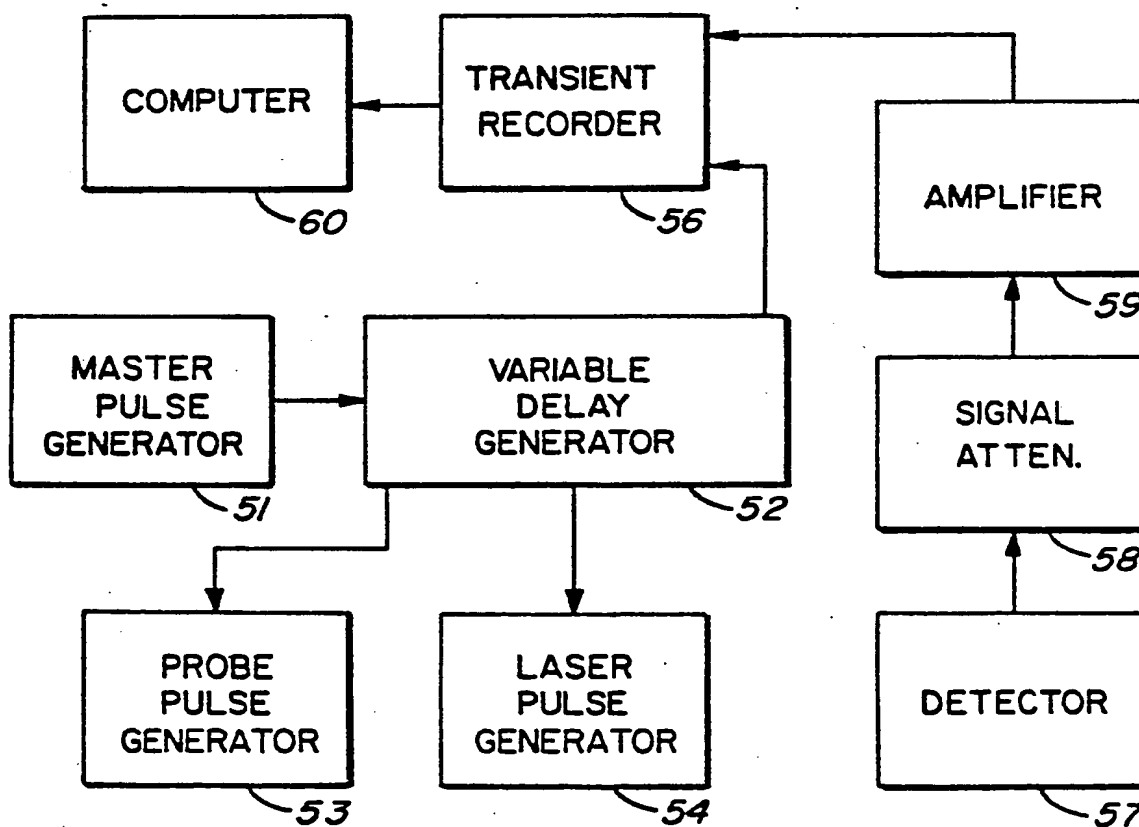 COMPUTER
60
TRANSIENT
RECORDER
56
AMPLIFIER
59
MASTER
PULSE
GENERATOR
51
VARIABLE
DELAY
GENERATOR
52
SIGNAL
ATTEN.
58
PROBE
PULSE
GENERATOR
53
LASER
PULSE
GENERATOR
54
DETECTOR
57